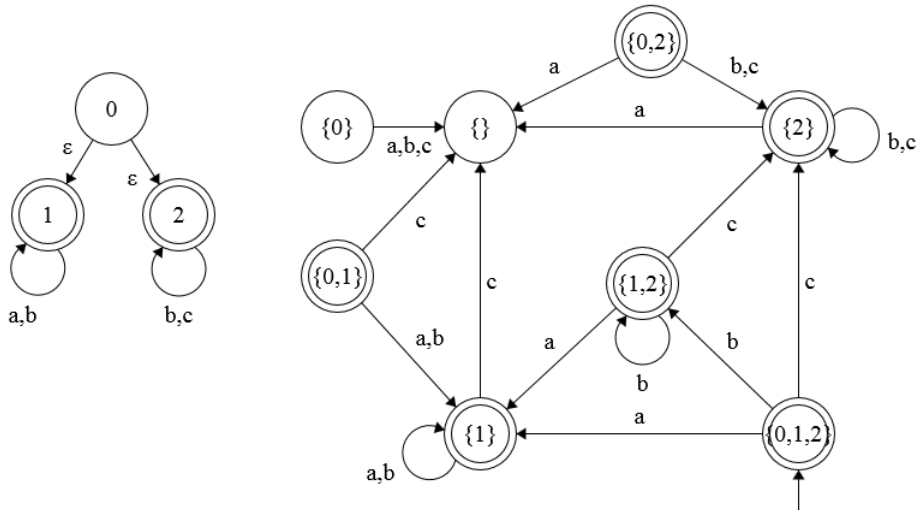 {0,2}
a
b,c
0
{0}
a,b,c
{}
a
{2}
b,c
ε
ε
1
2
c
c
{0,1}
{1,2}
c
c
a,b
b,c
a,b
a
b
b
{1}
a
{0,1,2}
a,b